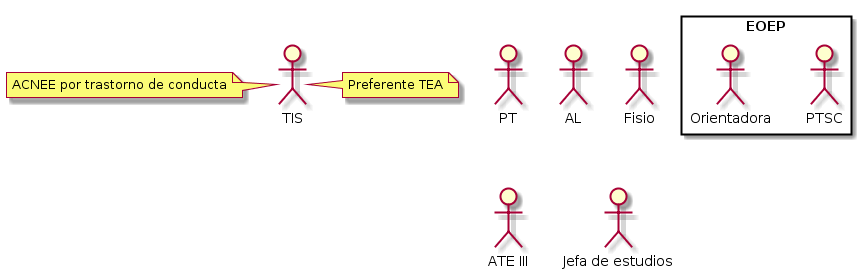 EOEP
ACNEE por trastorno de conducta
Preferente TEA
TIS
PT
AL
Fisio
Orientadora
PTSC
ATE III
Jefa de estudios